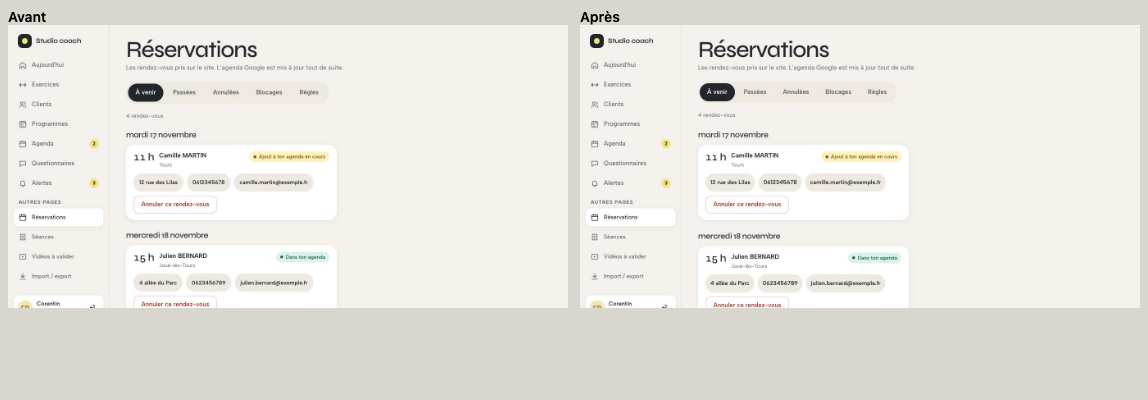 Avant
Studio coach
Aujourd'hui
Exercices
Clients
Programmes
Agenda 2
Questionnaires
Alertes 3
AUTRES PAGES
Réservations
Séances
Vidéos à valider
Import / export
Corentin
Réservations
Les rendez-vous pris sur le site. L'agenda Google est mis à jour tout de suite.
À venir Passées Annulées Blocages Règles
4 rendez-vous
mardi 17 novembre
11 h Camille MARTIN Ajout à ton agenda en cours
Tours
12 rue des Lilas 0612345678 camille.martin@exemple.fr
Annuler ce rendez-vous
mercredi 18 novembre
15 h Julien BERNARD Dans ton agenda
Joué-lès-Tours
4 allée du Parc 0623456789 julien.bernard@exemple.fr
Annuler ce rendez-vous
Après
Studio coach
Aujourd'hui
Exercices
Clients
Programmes
Agenda 2
Questionnaires
Alertes 3
AUTRES PAGES
Réservations
Séances
Vidéos à valider
Import / export
Corentin
Réservations
Les rendez-vous pris sur le site. L'agenda Google est mis à jour tout de suite.
À venir Passées Annulées Blocages Règles
4 rendez-vous
mardi 17 novembre
11 h Camille MARTIN Ajout à ton agenda en cours
Tours
12 rue des Lilas 0612345678 camille.martin@exemple.fr
Annuler ce rendez-vous
mercredi 18 novembre
15 h Julien BERNARD Dans ton agenda
Joué-lès-Tours
4 allée du Parc 0623456789 julien.bernard@exemple.fr
Annuler ce rendez-vous